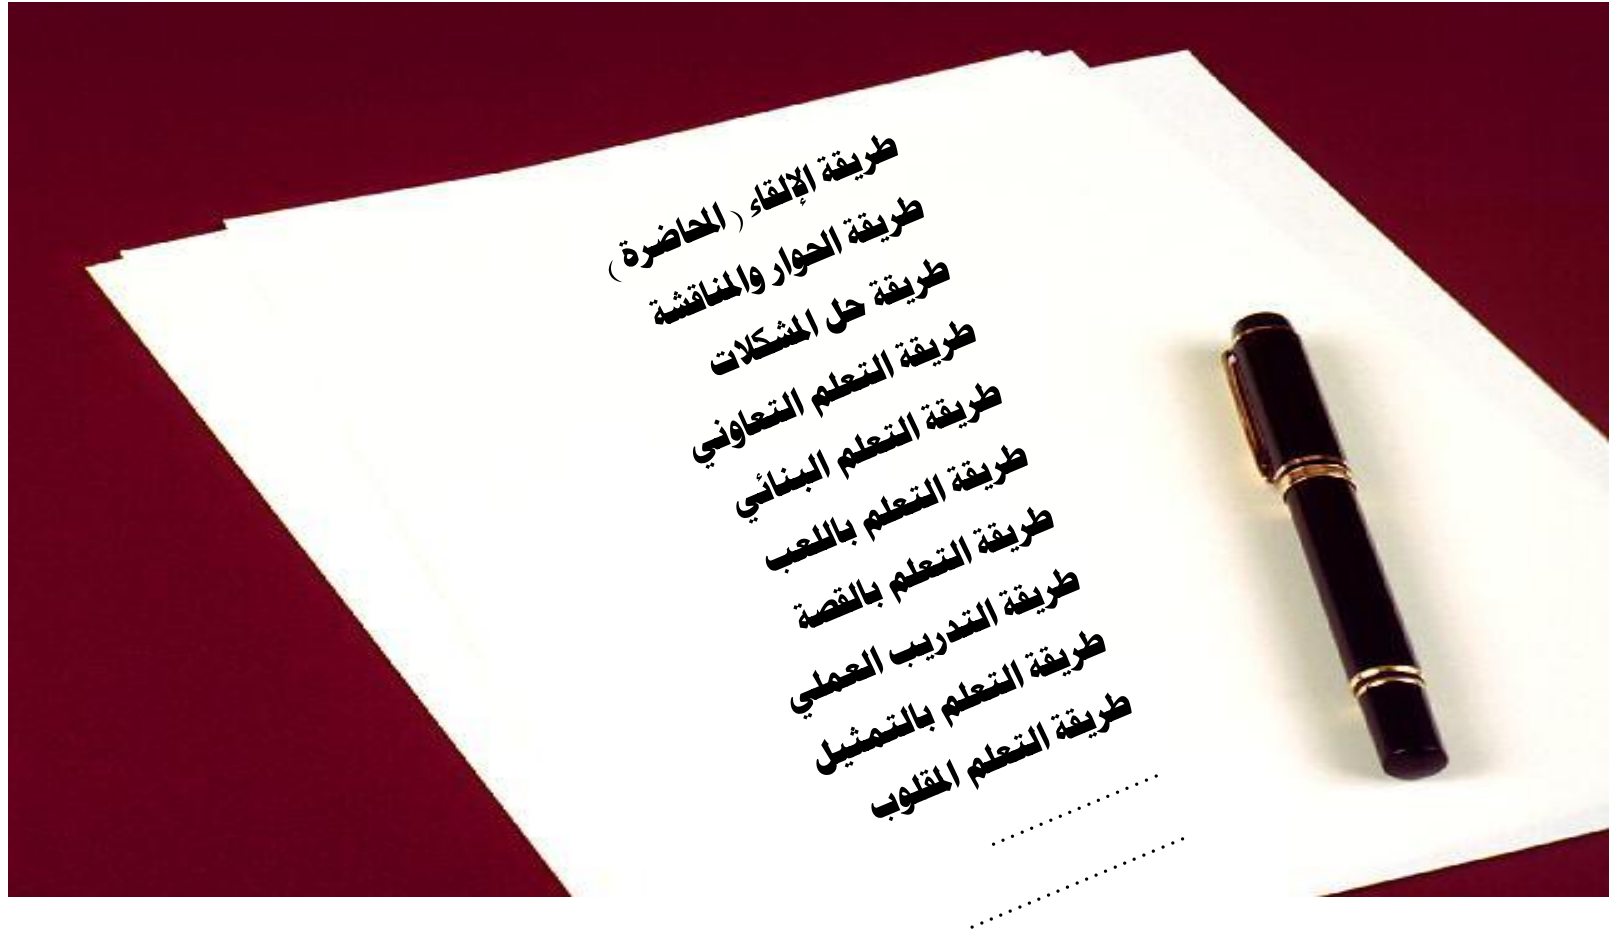 طريقة الإلقاء ( المحاضرة )
طريقة الحوار والمناقشة
طريقة حل المشكلات
طريقة التعلم التعاوني
طريقة التعلم البنائي
طريقة التعلم باللعب
طريقة التعلم بالقصة
طريقة التدريب العملي
طريقة التعلم بالتمثيل
طريقة التعلم المقلوب
....................
..........................